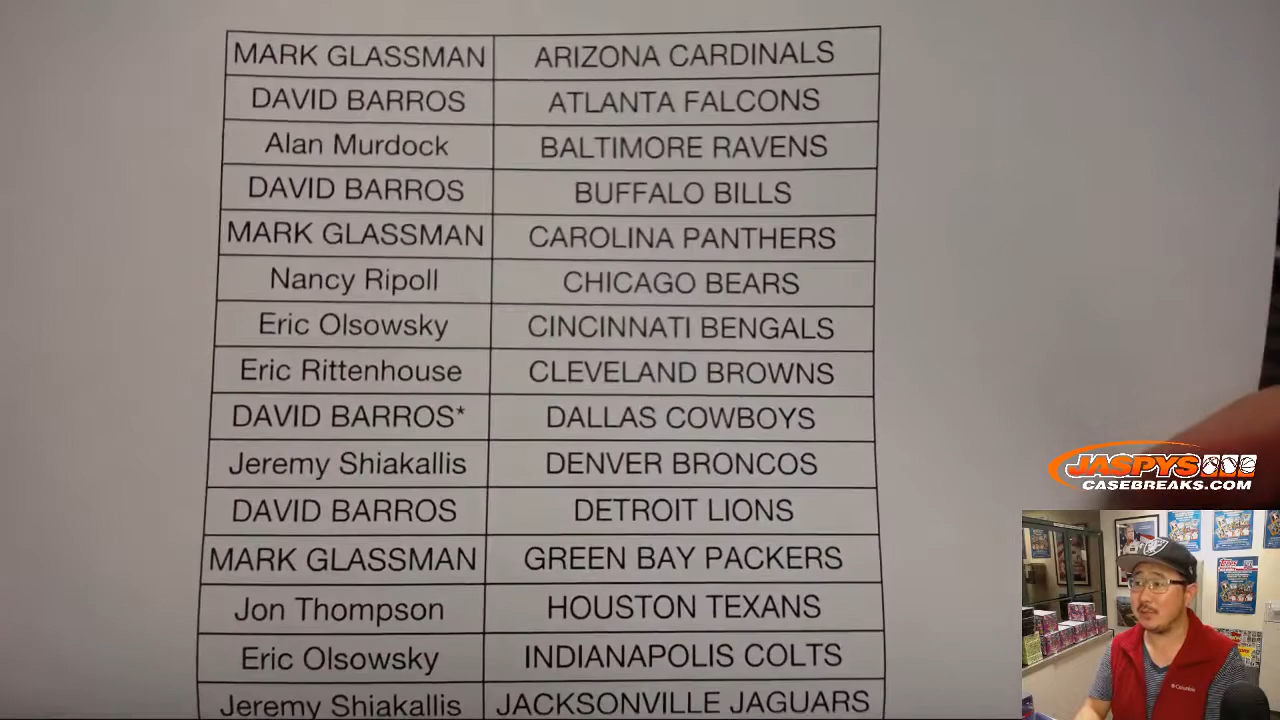 MARK GLASSMAN ARIZONA CARDINALS
DAVID BARROS ATLANTA FALCONS
Alan Murdock BALTIMORE RAVENS
DAVID BARROS BUFFALO BILLS
MARK GLASSMAN CAROLINA PANTHERS
Nancy Ripoll CHICAGO BEARS
Eric Olsowsky CINCINNATI BENGALS
Eric Rittenhouse CLEVELAND BROWNS
DAVID BARROS* DALLAS COWBOYS
Jeremy Shiakallis DENVER BRONCOS
DAVID BARROS DETROIT LIONS
MARK GLASSMAN GREEN BAY PACKERS
Jon Thompson HOUSTON TEXANS
Eric Olsowsky INDIANAPOLIS COLTS
Jeremy Shiakallis JACKSONVILLE JAGUARS
JASPYS
CASEBREAKS.COM
Columbia